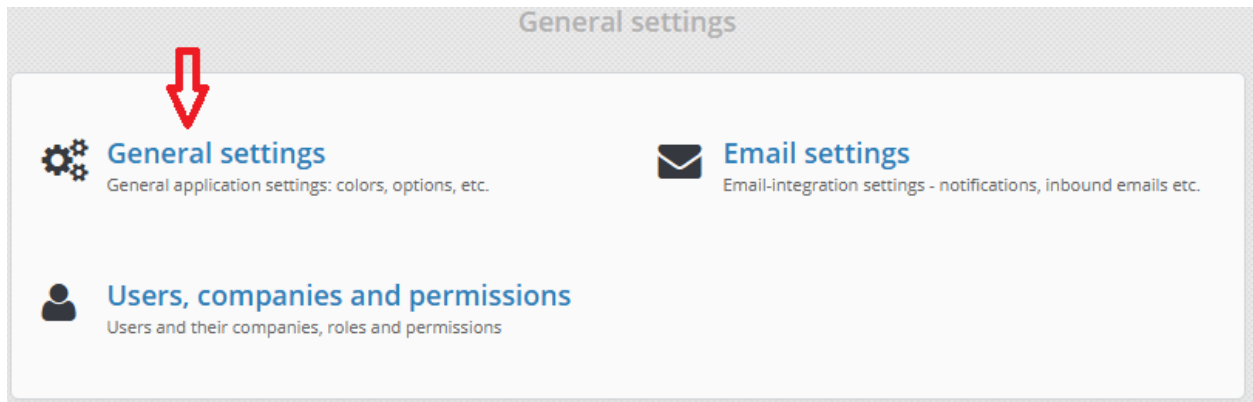 General settings
General settings
General application settings: colors, options, etc.
Email settings
Email-integration settings - notifications, inbound emails etc.
Users, companies and permissions
Users and their companies, roles and permissions